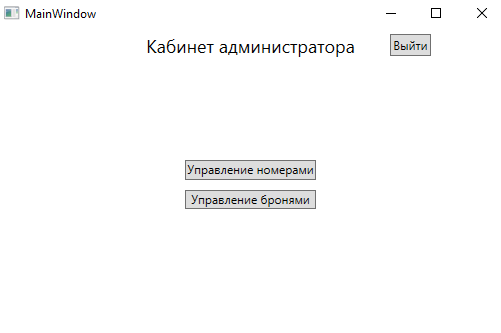 MainWindow
Кабинет администратора
Выйти
Управление номерами
Управление бронями